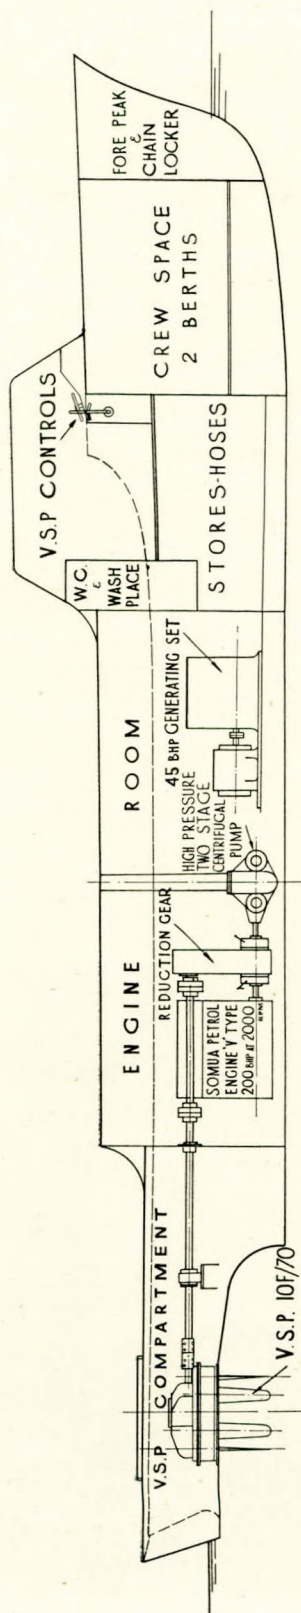 V.S.P COMPARTMENT
V.S.P. 10F/70
ENGINE ROOM
SOMUA PETROL
ENGINE 'V' TYPE
200 BHP AT 2000
RPM
REDUCTION GEAR
HIGH PRESSURE
TWO STAGE
CENTRIFUGAL
PUMP
45 BHP GENERATING SET
W.C.
&
WASH
PLACE
V.S.P CONTROLS
STORES-HOSES
CREW SPACE
2 BERTHS
FORE PEAK
&
CHAIN
LOCKER